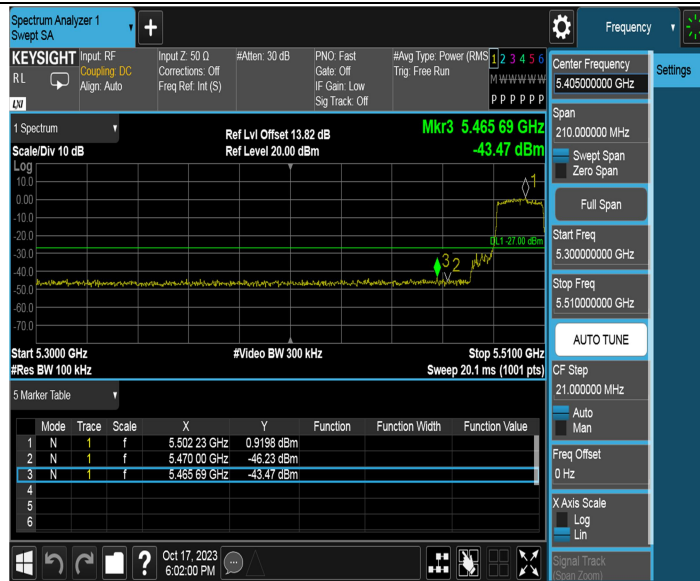 Spectrum Analyzer 1
Swept SA
+
Frequency
KEYSIGHT
RL
LXI
Input: RF
Coupling: DC
Align: Auto
Input Z: 50 Ω
Corrections: Off
Freq Ref: Int (S)
#Atten: 30 dB
PNO: Fast
Gate: Off
IF Gain: Low
Sig Track: Off
#Avg Type: Power (RMS
Trig: Free Run
1 2 3 4 5 6
M W W W W W
P P P P P P
Center Frequency
5.405000000 GHz
Settings
Span
210.000000 MHz
Swept Span
Zero Span
Full Span
Start Freq
5.300000000 GHz
Stop Freq
5.510000000 GHz
AUTO TUNE
CF Step
21.000000 MHz
Auto
Man
Freq Offset
0 Hz
X Axis Scale
Log
Lin
Signal Track
(Span Zoom)
1 Spectrum
Scale/Div 10 dB
Ref Lvl Offset 13.82 dB
Ref Level 20.00 dBm
Mkr3 5.465 69 GHz
-43.47 dBm
Log
10.0
0.00
-10.0
-20.0
-30.0
-40.0
-50.0
-60.0
-70.0
1
DL1 -27.00 dBm
3
2
Start 5.3000 GHz
#Res BW 100 kHz
#Video BW 300 kHz
Stop 5.5100 GHz
Sweep 20.1 ms (1001 pts)
5 Marker Table
Mode Trace Scale X Y Function Function Width Function Value
1 N 1 f 5.502 23 GHz 0.9198 dBm
2 N 1 f 5.470 00 GHz -46.23 dBm
3 N 1 f 5.465 69 GHz -43.47 dBm
4
5
6
?
Oct 17, 2023
6:02:00 PM